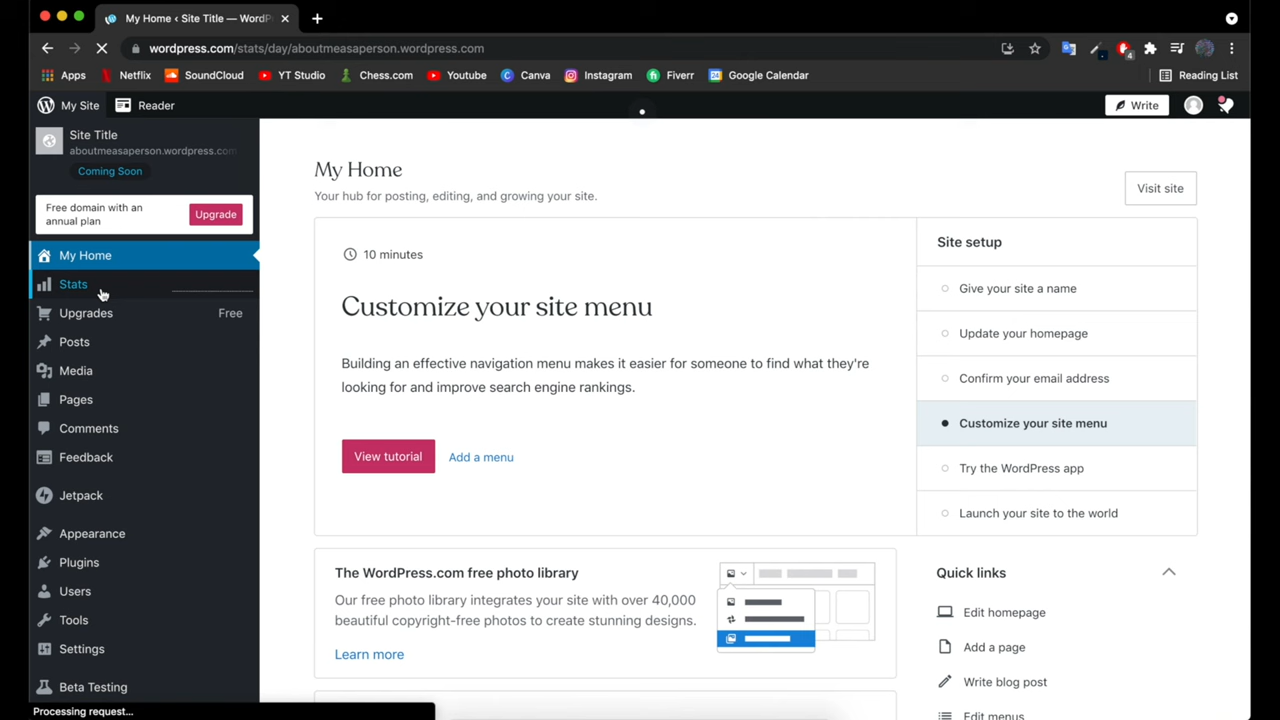 My Home ‹ Site Title — WordP
wordpress.com/stats/day/aboutmeasaperson.wordpress.com
Apps Netflix SoundCloud YT Studio Chess.com Youtube Canva Instagram Fiverr 24 Google Calendar Reading List
4
My Site Reader Write
Site Title
aboutmeasaperson.wordpress.com
Coming Soon
Free domain with an
annual plan
Upgrade
My Home
Stats
Upgrades Free
Posts
Media
Pages
Comments
Feedback
Jetpack
Appearance
Plugins
Users
Tools
Settings
Beta Testing
Processing request...
My Home
Your hub for posting, editing, and growing your site.
Visit site
10 minutes
Customize your site menu
Building an effective navigation menu makes it easier for someone to find what they're
looking for and improve search engine rankings.
View tutorial Add a menu
Site setup
Give your site a name
Update your homepage
Confirm your email address
Customize your site menu
Try the WordPress app
Launch your site to the world
The WordPress.com free photo library
Our free photo library integrates your site with over 40,000
beautiful copyright-free photos to create stunning designs.
Learn more
Quick links
Edit homepage
Add a page
Write blog post
Edit menus